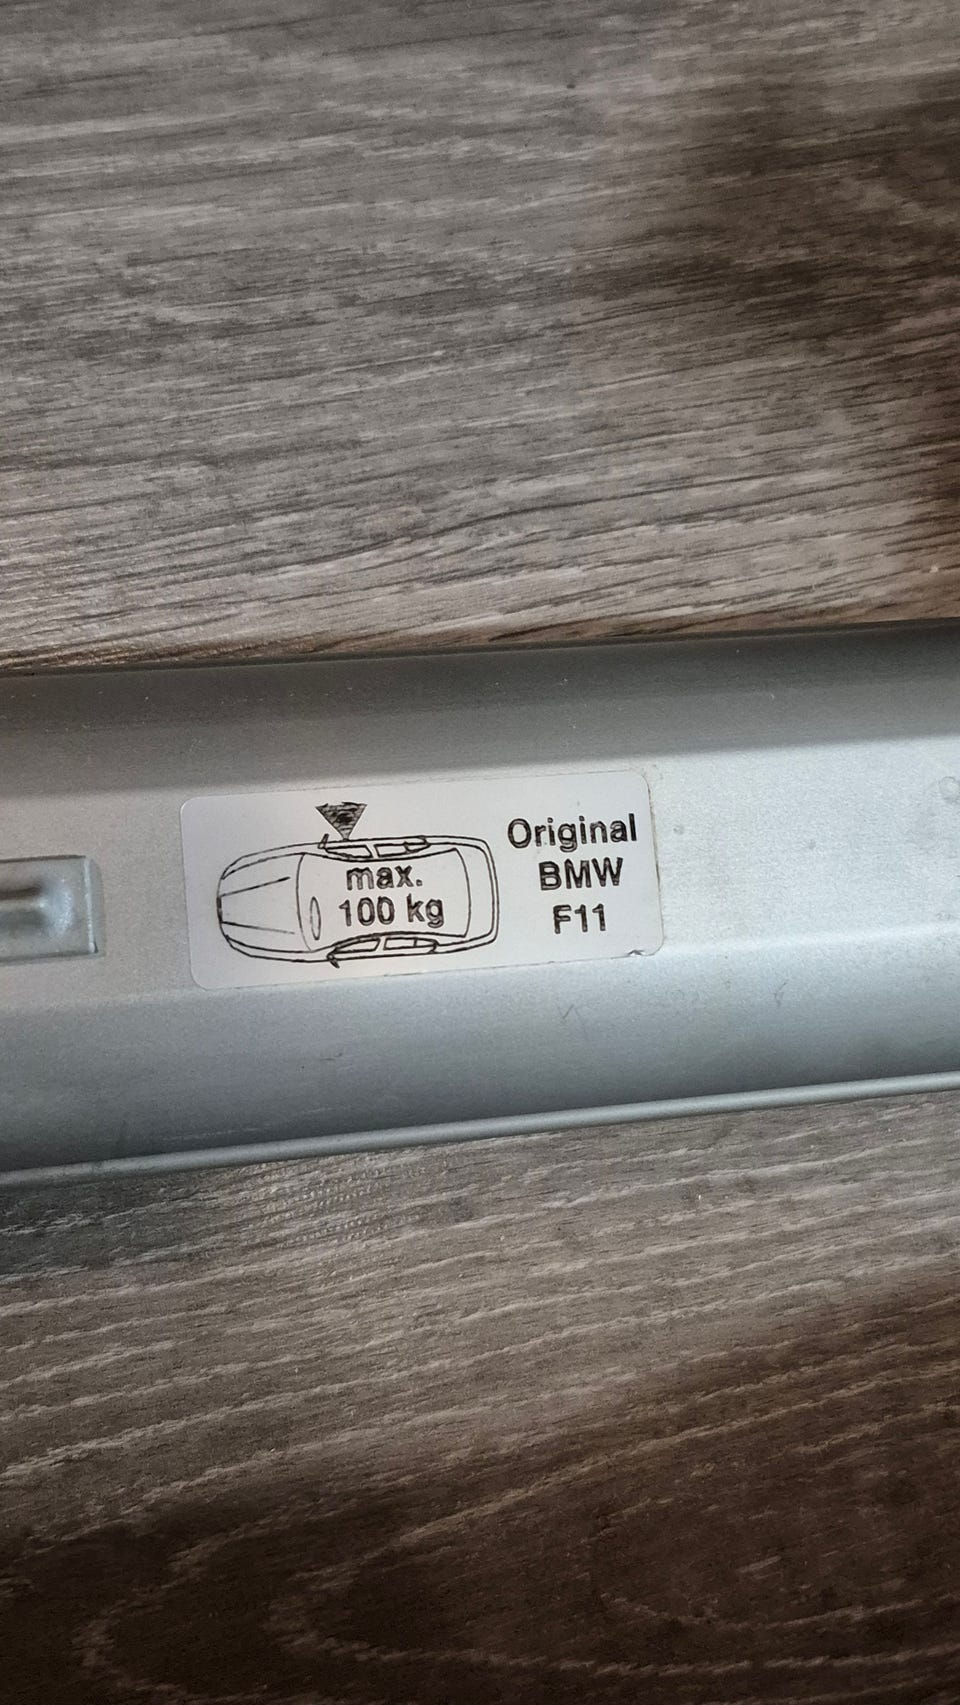 max.
100 kg
Original
BMW
F11